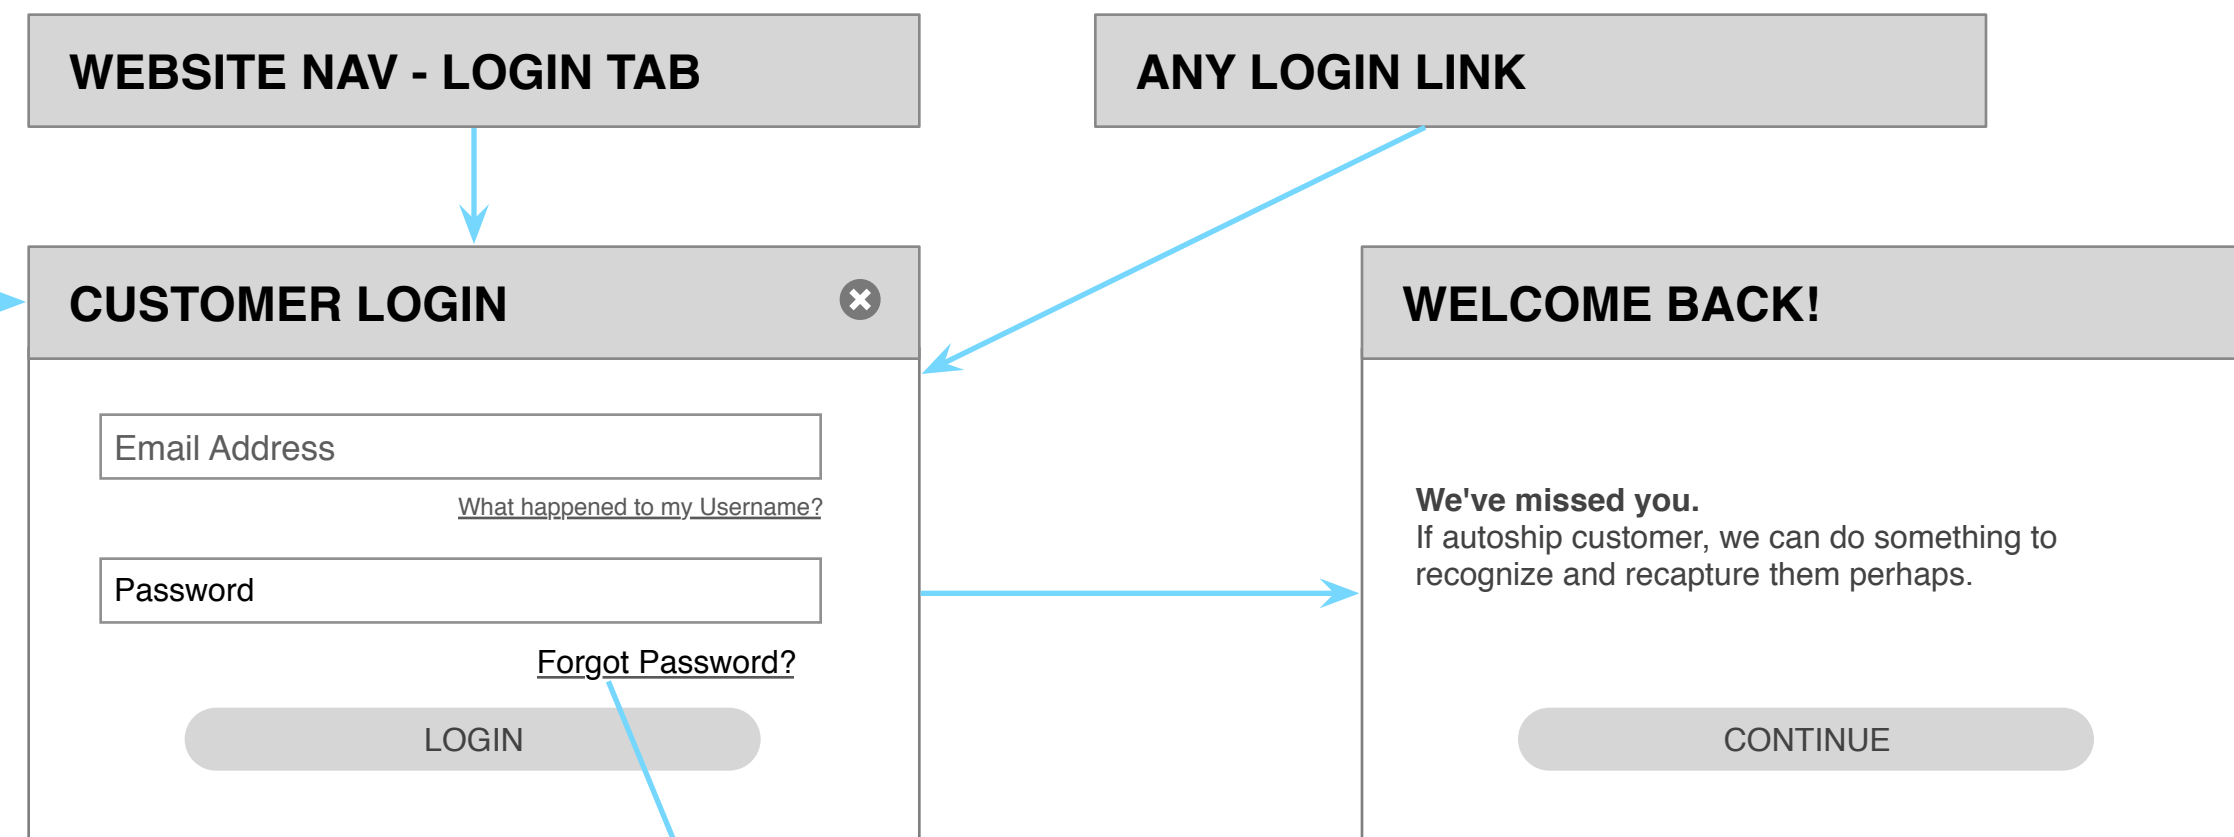 WEBSITE NAV - LOGIN TAB
ANY LOGIN LINK
CUSTOMER LOGIN
Email Address
What happened to my Username?
Password
Forgot Password?
LOGIN
WELCOME BACK!
We've missed you.
If autoship customer, we can do something to
recognize and recapture them perhaps.
CONTINUE